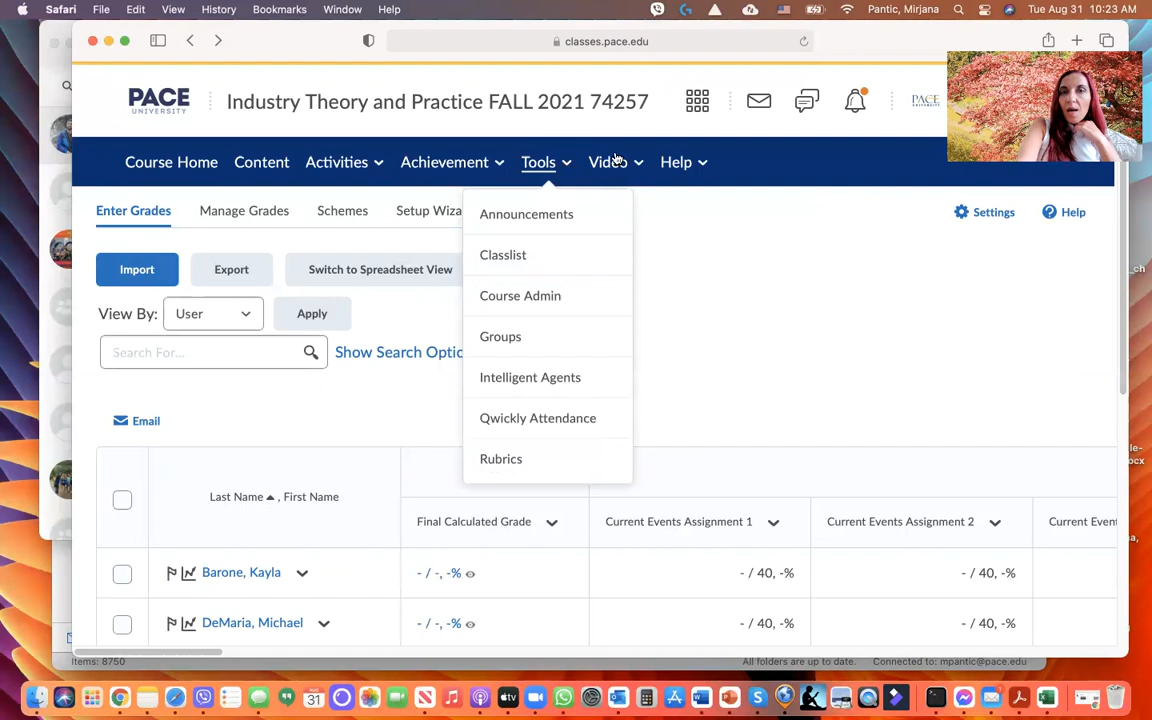 Safari File Edit View History Bookmarks Window Help Pantic, Mirjana Tue Aug 31 10:23 AM
classes.pace.edu
PACE UNIVERSITY Industry Theory and Practice FALL 2021 74257 PACE UNIVERSITY
Course Home Content Activities Achievement Tools Video Help
Enter Grades Manage Grades Schemes Setup Wiza Settings Help
Announcements
Classlist
Import Export Switch to Spreadsheet View
Course Admin
View By: User Apply
Groups
Search For... Show Search Optio
Intelligent Agents
Email Qwickly Attendance
Rubrics
Last Name , First Name
Final Calculated Grade Current Events Assignment 1 Current Events Assignment 2 Current Even
Barone, Kayla - / -, -% - / 40, -% - / 40, -%
DeMaria, Michael - / -, -% - / 40, -% - / 40, -%
Items: 8750 All folders are up to date. Connected to: mpantic@pace.edu